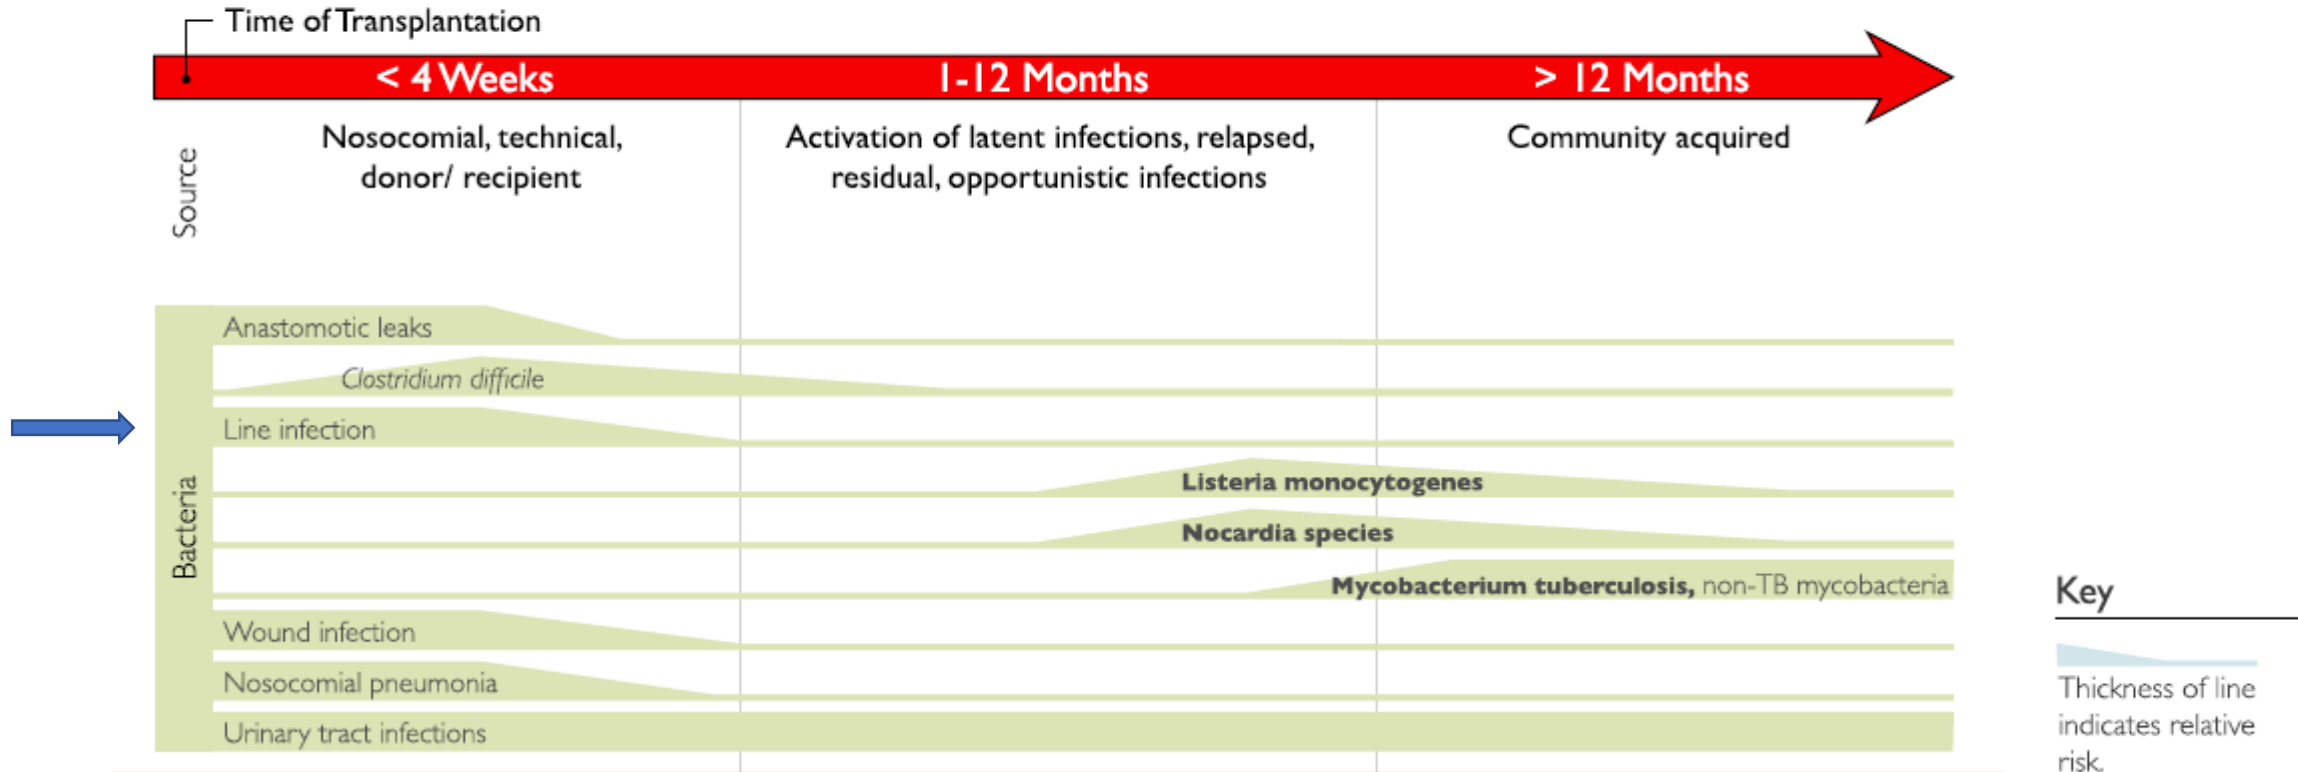 Time of Transplantation
< 4 Weeks
1-12 Months
> 12 Months
Source
Nosocomial, technical,
donor/ recipient
Activation of latent infections, relapsed,
residual, opportunistic infections
Community acquired
Bacteria
Anastomotic leaks
Clostridium difficile
Line infection
Listeria monocytogenes
Nocardia species
Mycobacterium tuberculosis, non-TB mycobacteria
Wound infection
Nosocomial pneumonia
Urinary tract infections
Key
Thickness of line
indicates relative
risk.